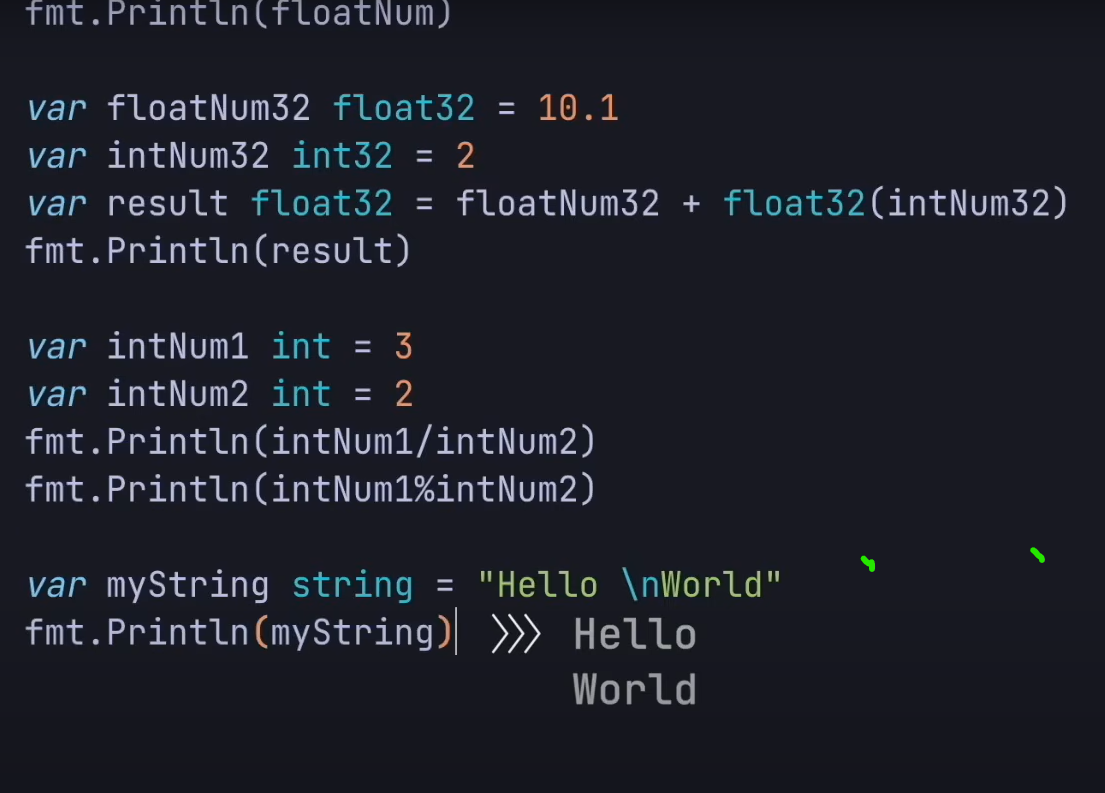 fmt.Println(floatNum)
var floatNum32 float32 = 10.1
var intNum32 int32 = 2
var result float32 = floatNum32 + float32(intNum32)
fmt.Println(result)
var intNum1 int = 3
var intNum2 int = 2
fmt.Println(intNum1/intNum2)
fmt.Println(intNum1%intNum2)
var myString string = "Hello \nWorld"
fmt.Println(myString) >>> Hello
World